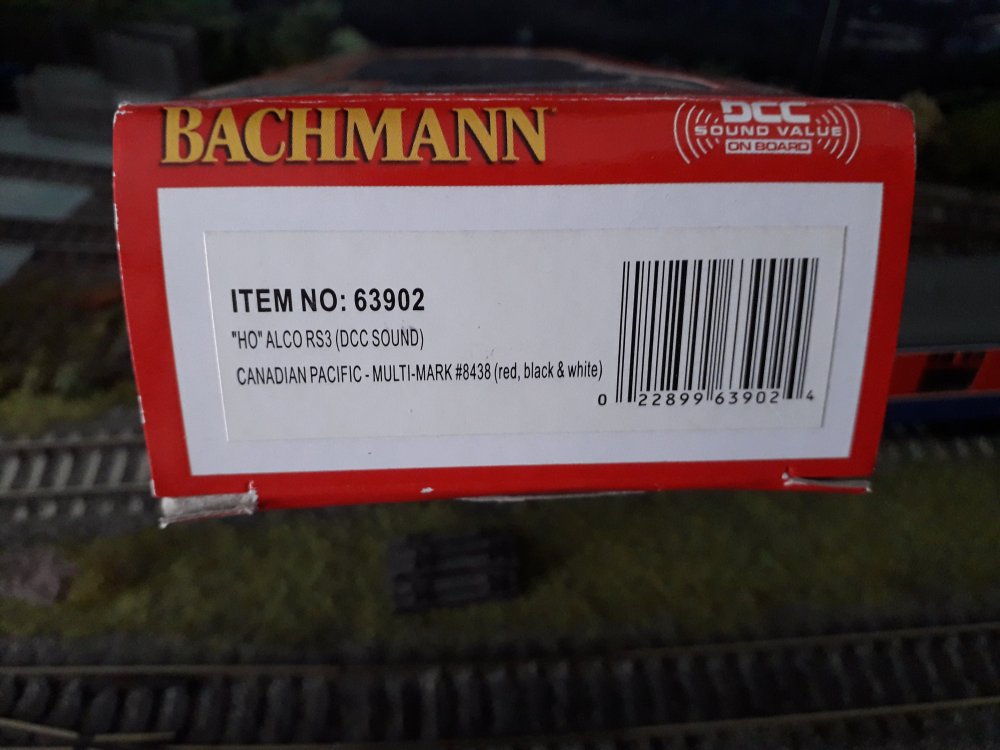 BACHMANN
DCC
SOUND VALUE
ON BOARD
ITEM NO: 63902
"HO" ALCO RS3 (DCC SOUND)
CANADIAN PACIFIC - MULTI-MARK #8438 (red, black & white)
0 22899 63902 4